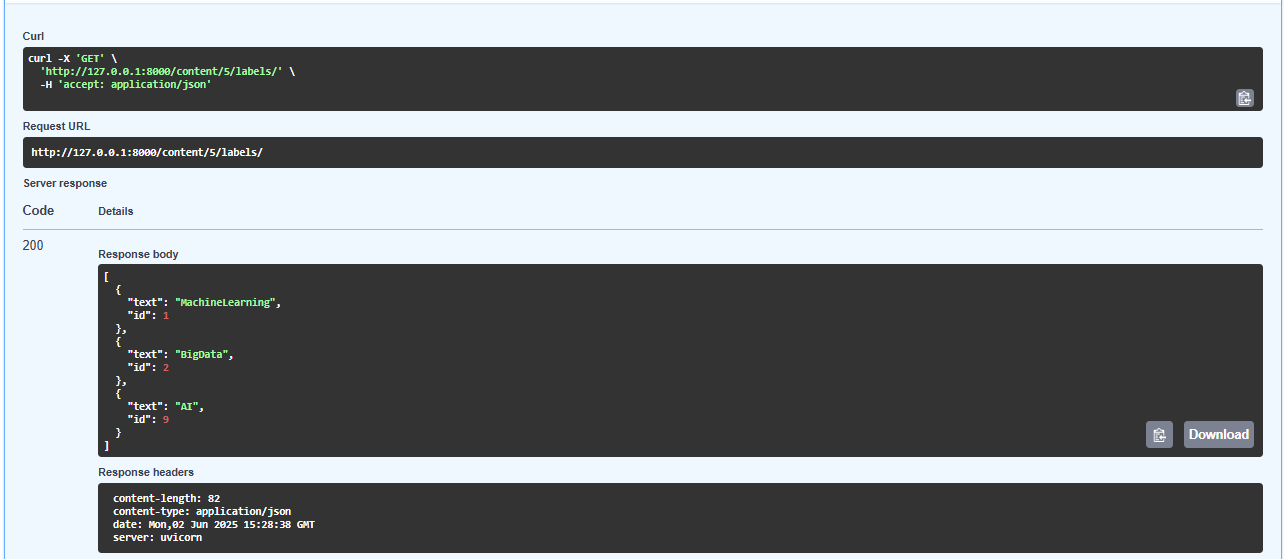 Curl
curl -X 'GET' \
  'http://127.0.0.1:8000/content/5/labels/' \
  -H 'accept: application/json'
Request URL
http://127.0.0.1:8000/content/5/labels/
Server response
Code Details
200
Response body
[
  {
    "text": "MachineLearning",
    "id": 1
  },
  {
    "text": "BigData",
    "id": 2
  },
  {
    "text": "AI",
    "id": 9
  }
]
Download
Response headers
content-length: 82
content-type: application/json
date: Mon,02 Jun 2025 15:28:38 GMT
server: uvicorn